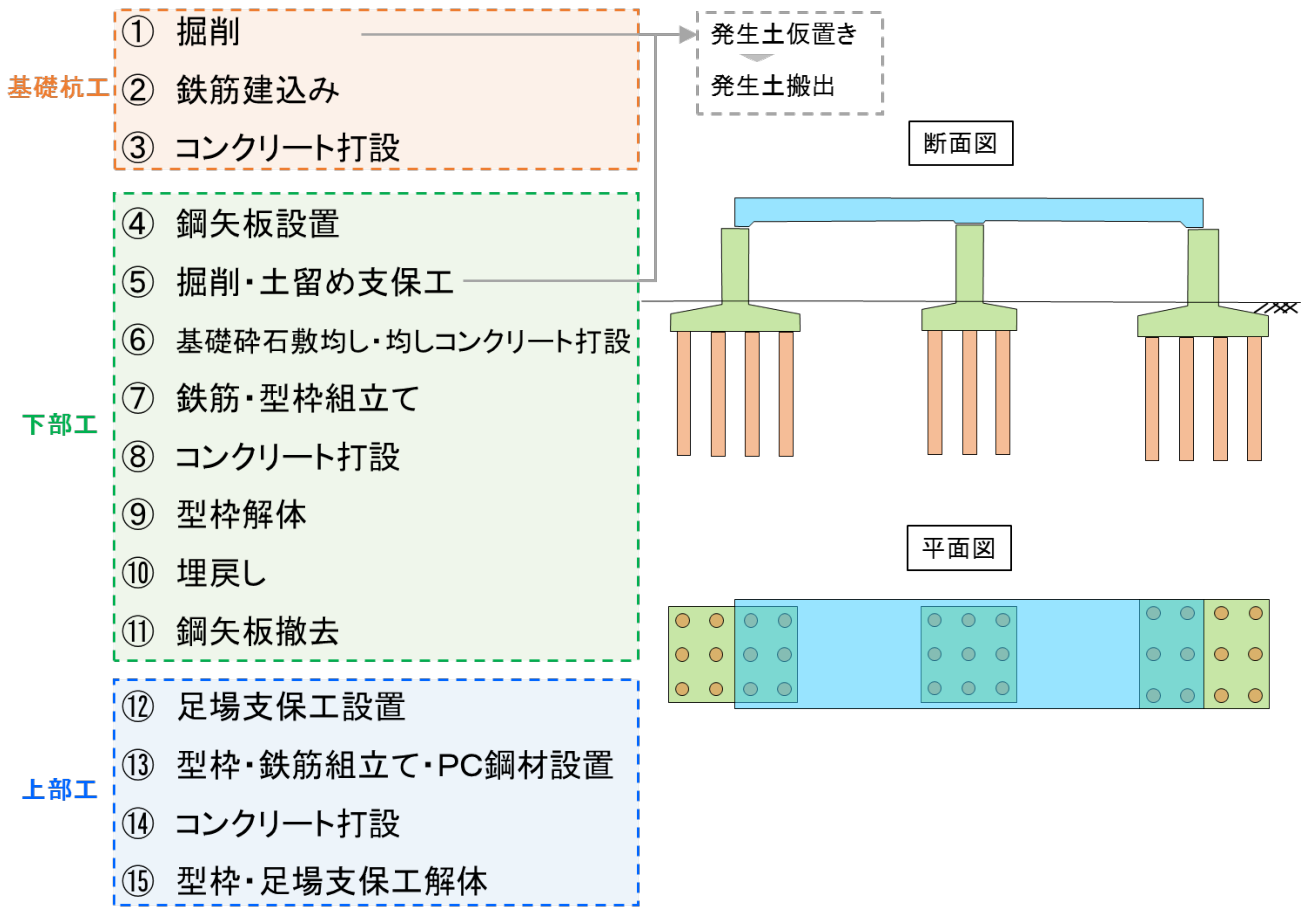 基礎杭工
① 掘削
② 鉄筋建込み
③ コンクリート打設
発生土仮置き
発生土搬出
下部工
④ 鋼矢板設置
⑤ 掘削・土留め支保工
⑥ 基礎砕石敷均し・均しコンクリート打設
⑦ 鉄筋・型枠組立て
⑧ コンクリート打設
⑨ 型枠解体
⑩ 埋戻し
⑪ 鋼矢板撤去
上部工
⑫ 足場支保工設置
⑬ 型枠・鉄筋組立て・PC鋼材設置
⑭ コンクリート打設
⑮ 型枠・足場支保工解体
断面図
平面図